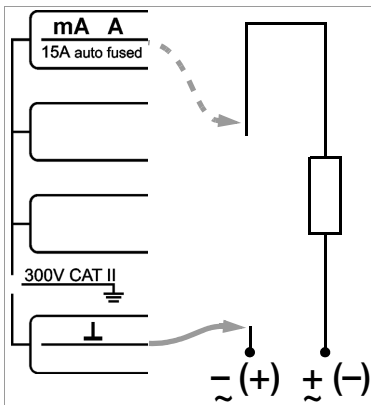 mA A
15A auto fused
300V CAT II
− (+) + (−)
~ ~